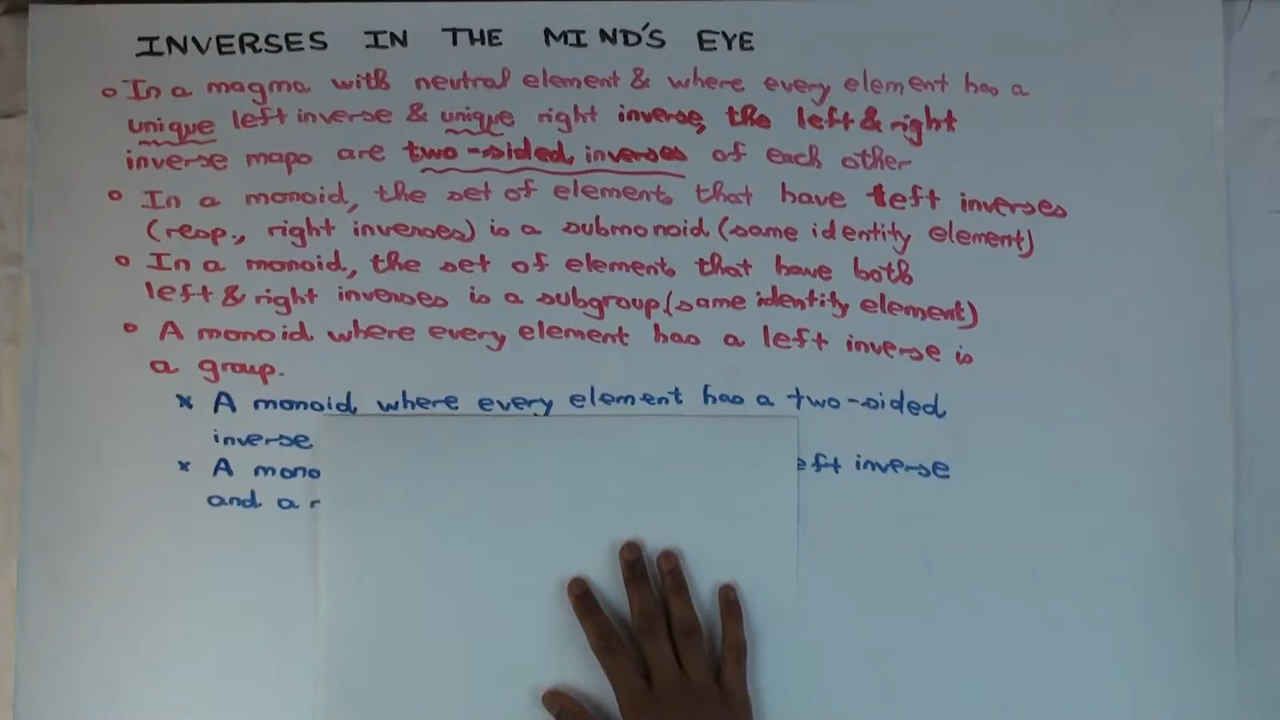 INVERSES IN THE MIND'S EYE
In a magma with neutral element & where every element has a
unique left inverse & unique right inverse, the left & right
inverse maps are two-sided inverses of each other
In a monoid, the set of elements that have left inverses
(resp., right inverses) is a submonoid (same identity element)
In a monoid, the set of elements that have both
left & right inverses is a subgroup (same identity element)
A monoid where every element has a left inverse is
a group.
× A monoid where every element has a two-sided
inverse
× A mono eft inverse
and a r